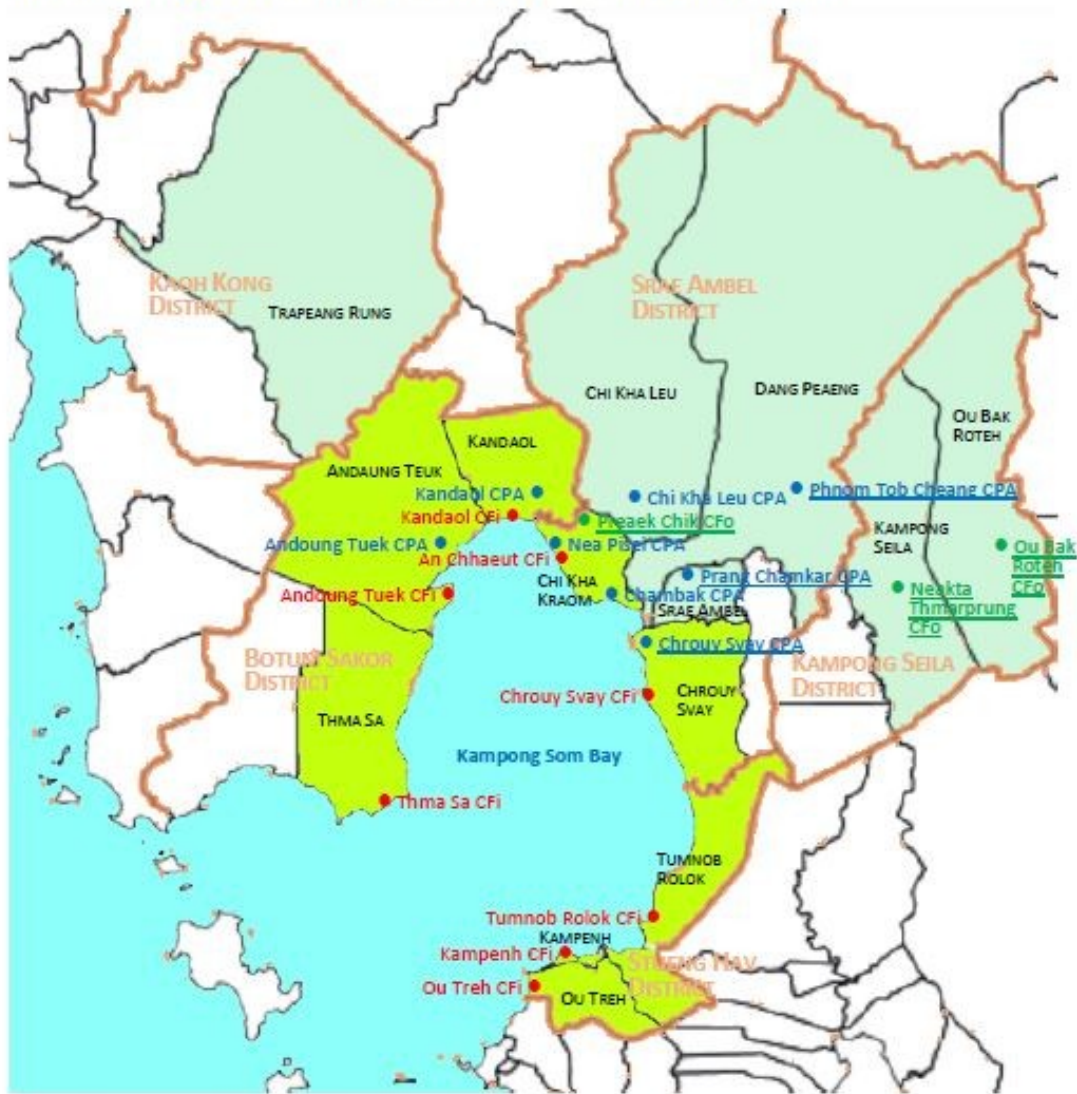 KAOH KONG
DISTRICT
TRAPEANG RUNG
SRAE AMBEL
DISTRICT
CHI KHA LEU
DANG PEAENG
OU BAK
ROTEH
KANDAOL
ANDAUNG TEUK
Kandaol CPA
Chi Kha Leu CPA
Phnom Tob Cheang CPA
Kandaol CFi
Preaek Chik CFo
KAMPONG
SEILA
Andoung Tuek CPA
Nea Pisei CPA
Ou Bak
Roteh
CFo
An Chhaeut CFi
CHI KHA
KRAOM
Prang Chamkar CPA
Andoung Tuek CFi
Chambak CPA
Neakta
Thmarprung
CFo
SRAE AMBEL
Chrouy Svay CPA
BOTUM SAKOR
DISTRICT
KAMPONG SEILA
DISTRICT
Chrouy Svay CFi
CHROUY
SVAY
THMA SA
Kampong Som Bay
Thma Sa CFi
TUMNOB
ROLOK
Tumnob Rolok CFi
KAMPENH
Kampenh CFi
STUENG HAV
DISTRICT
Ou Treh CFi
OU TREH